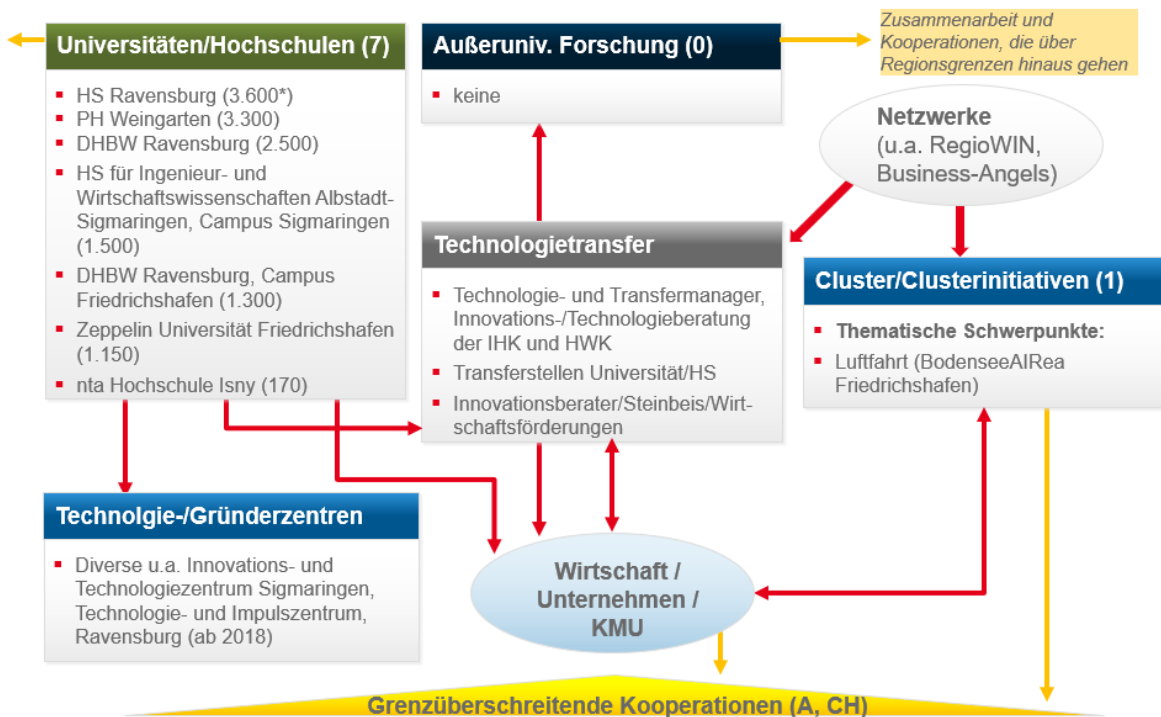 Universitäten/Hochschulen (7)
HS Ravensburg (3.600*)
PH Weingarten (3.300)
DHBW Ravensburg (2.500)
HS für Ingenieur- und
Wirtschaftswissenschaften Albstadt-
Sigmaringen, Campus Sigmaringen
(1.500)
DHBW Ravensburg, Campus
Friedrichshafen (1.300)
Zeppelin Universität Friedrichshafen
(1.150)
nta Hochschule Isny (170)
Außeruniv. Forschung (0)
keine
Zusammenarbeit und
Kooperationen, die über
Regionsgrenzen hinaus gehen
Netzwerke
(u.a. RegioWIN,
Business-Angels)
Technologietransfer
Technologie- und Transfermanager,
Innovations-/Technologieberatung
der IHK und HWK
Transferstellen Universität/HS
Innovationsberater/Steinbeis/Wirt-
schaftsförderungen
Cluster/Clusterinitiativen (1)
Thematische Schwerpunkte:
Luftfahrt (BodenseeAIRea
Friedrichshafen)
Technolgie-/Gründerzentren
Diverse u.a. Innovations- und
Technologiezentrum Sigmaringen,
Technologie- und Impulszentrum,
Ravensburg (ab 2018)
Wirtschaft /
Unternehmen /
KMU
Grenzüberschreitende Kooperationen (A, CH)